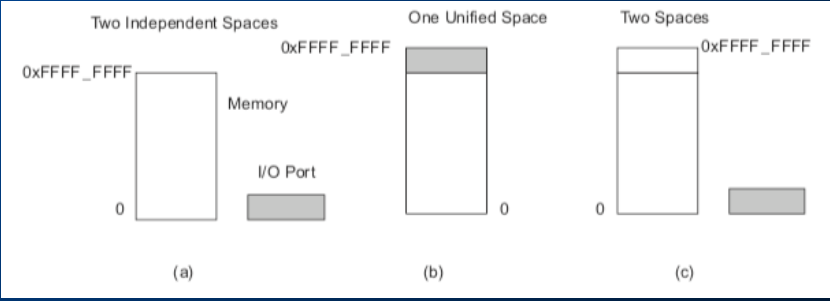 Two Independent Spaces
One Unified Space
Two Spaces
0xFFFF_FFFF
0xFFFF_FFFF
0xFFFF_FFFF
Memory
I/O Port
0
0
0
(a)
(b)
(c)